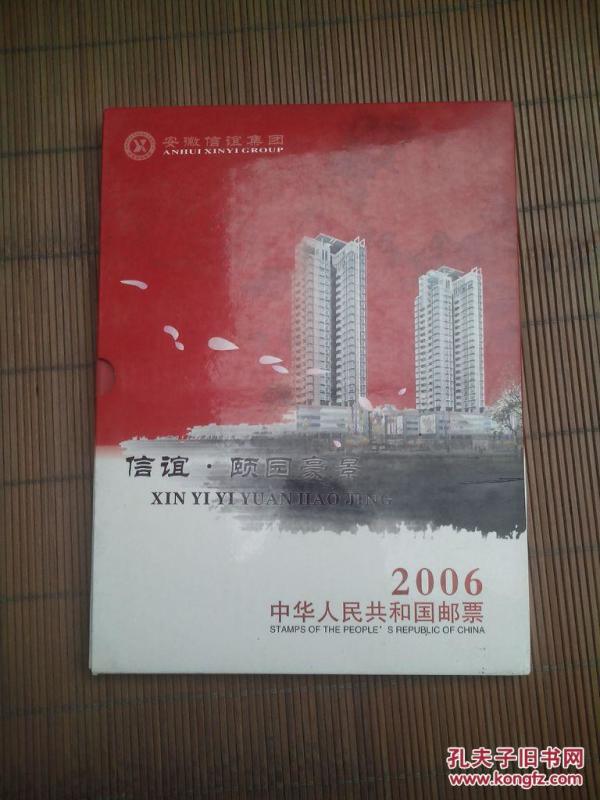 安徽信谊集团
ANHUI XINYI GROUP
信谊·颐园豪景
XIN YI YI YUAN HAO JING
2006
中华人民共和国邮票
STAMPS OF THE PEOPLE'S REPUBLIC OF CHINA
孔夫子旧书网
www.kongfz.com